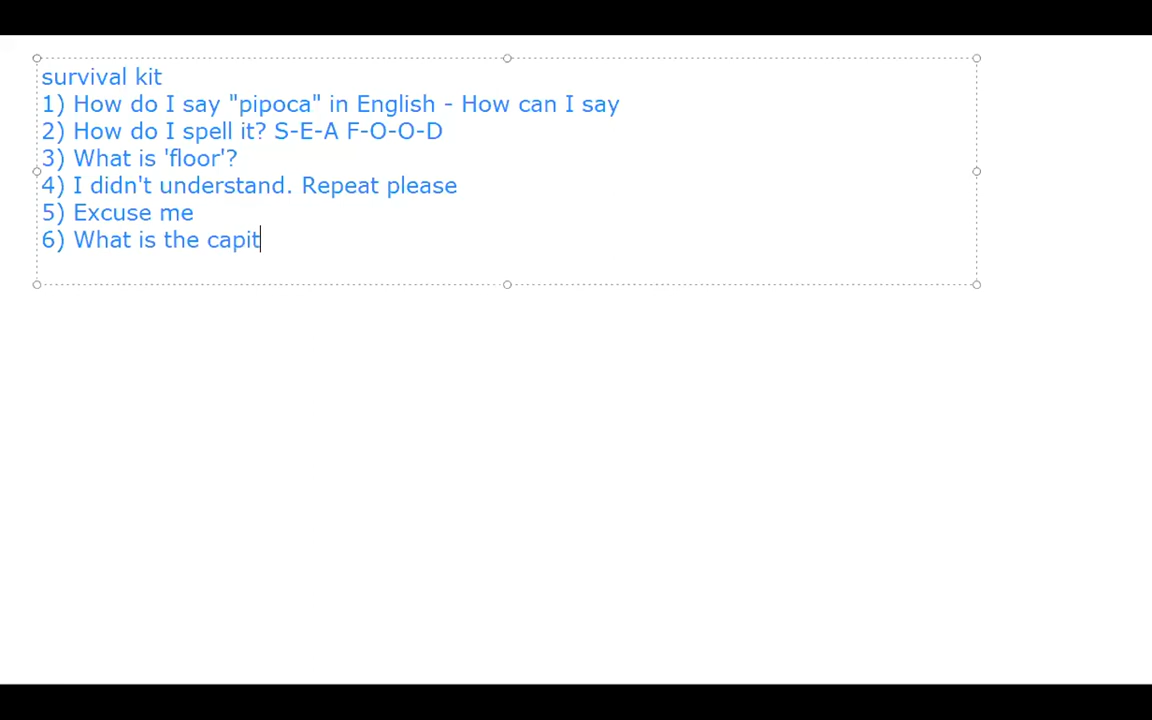 survival kit
1) How do I say "pipoca" in English - How can I say
2) How do I spell it? S-E-A F-O-O-D
3) What is 'floor'?
4) I didn't understand. Repeat please
5) Excuse me
6) What is the capit